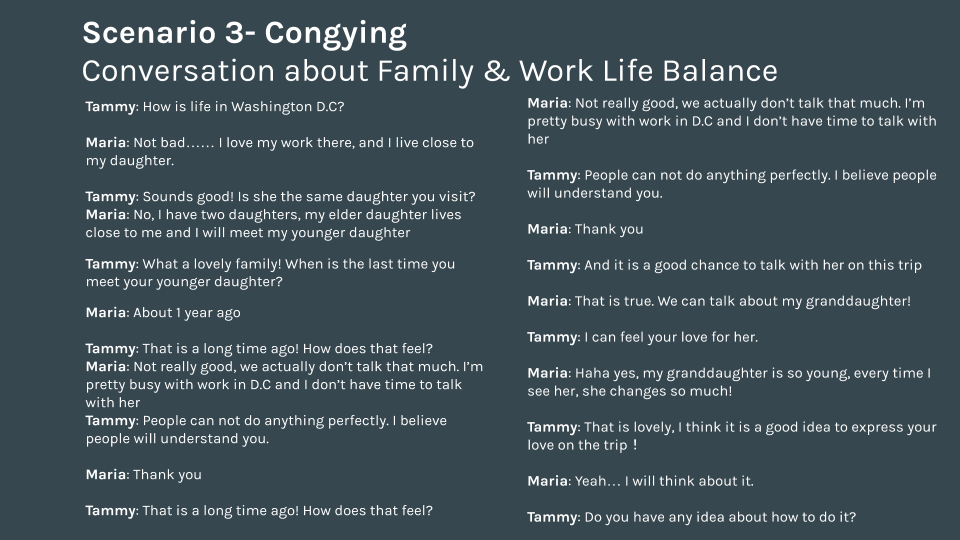 Scenario 3- Congying
Conversation about Family & Work Life Balance
Tammy: How is life in Washington D.C?
Maria: Not bad...... I love my work there, and I live close to
my daughter.
Tammy: Sounds good! Is she the same daughter you visit?
Maria: No, I have two daughters, my elder daughter lives
close to me and I will meet my younger daughter
Tammy: What a lovely family! When is the last time you
meet your younger daughter?
Maria: About 1 year ago
Tammy: That is a long time ago! How does that feel?
Maria: Not really good, we actually don't talk that much. I'm
pretty busy with work in D.C and I don't have time to talk
with her
Tammy: People can not do anything perfectly. I believe
people will understand you.
Maria: Thank you
Tammy: That is a long time ago! How does that feel?
Maria: Not really good, we actually don't talk that much. I'm
pretty busy with work in D.C and I don't have time to talk with
her
Tammy: People can not do anything perfectly. I believe people
will understand you.
Maria: Thank you
Tammy: And it is a good chance to talk with her on this trip
Maria: That is true. We can talk about my granddaughter!
Tammy: I can feel your love for her.
Maria: Haha yes, my granddaughter is so young, every time I
see her, she changes so much!
Tammy: That is lovely, I think it is a good idea to express your
love on the trip！
Maria: Yeah... I will think about it.
Tammy: Do you have any idea about how to do it?